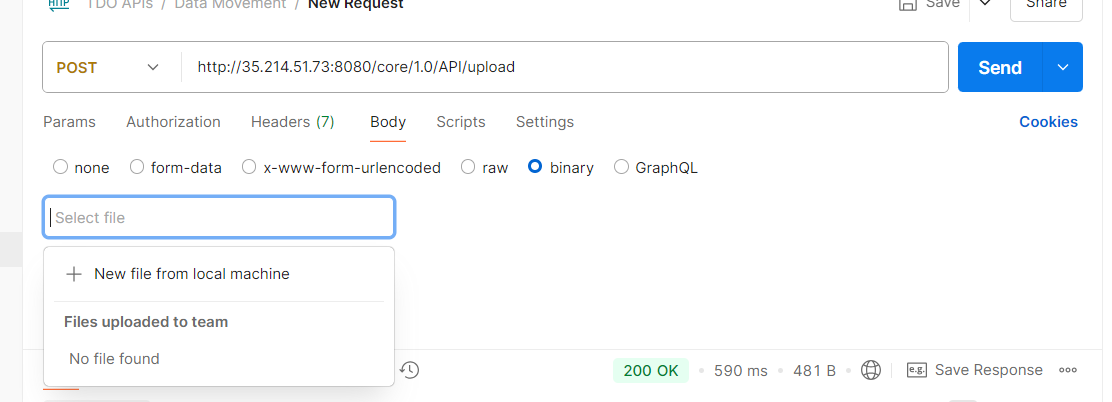 HTTP TDO APIs / Data Movement / New Request Save Share
POST http://35.214.51.73:8080/core/1.0/API/upload Send
Params Authorization Headers (7) Body Scripts Settings Cookies
none form-data x-www-form-urlencoded raw binary GraphQL
Select file
New file from local machine
Files uploaded to team
No file found
200 OK 590 ms 481 B e.g. Save Response